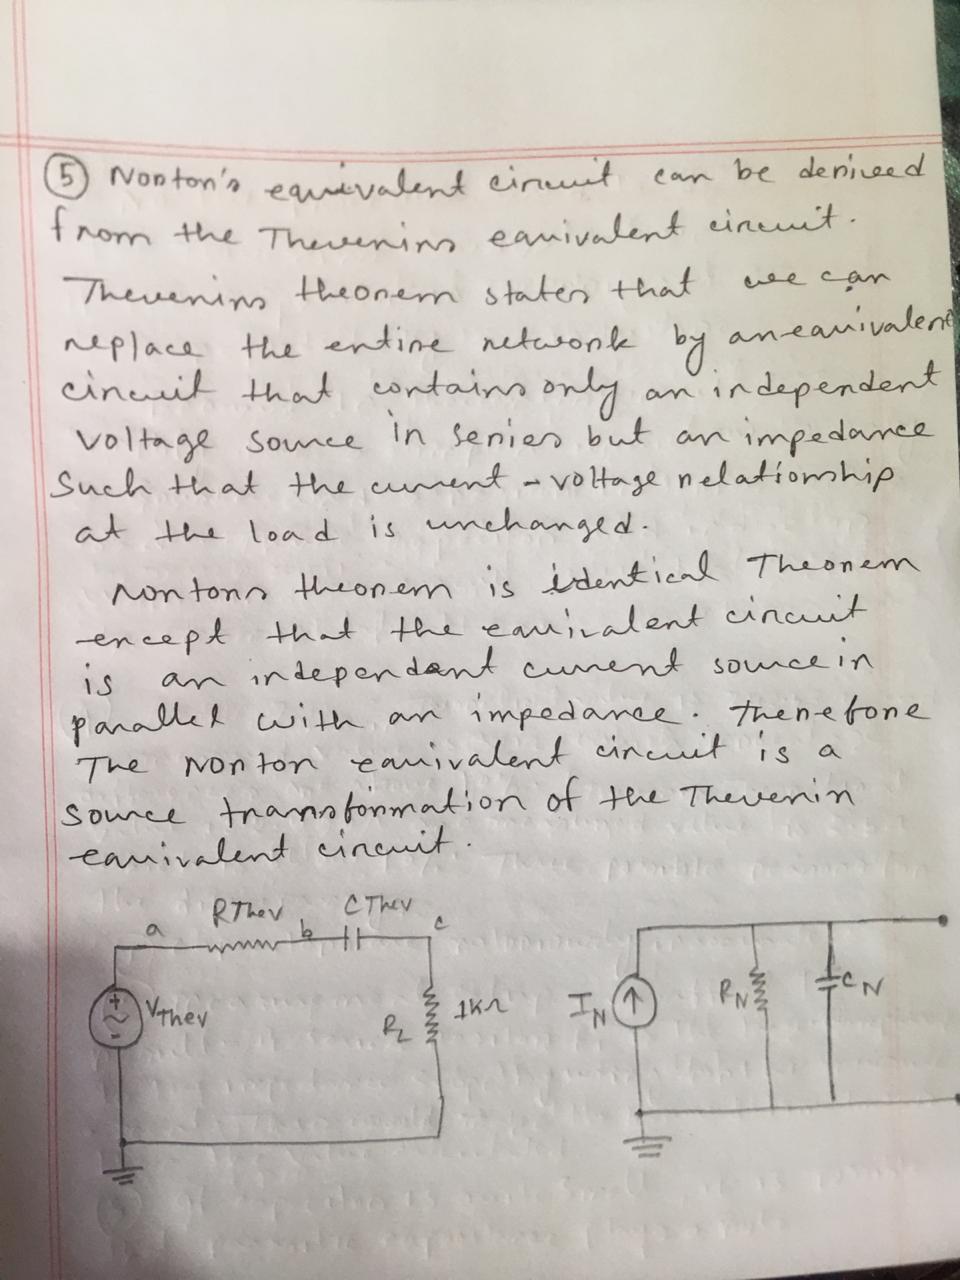 ⑤ Norton's equivalent circuit can be derived
from the Thevenins equivalent circuit.
Thevenins theorem states that we can
replace the entire network by an equivalent
circuit that contains only an independent
voltage source in series but an impedance
Such that the current - voltage relationship
at the load is unchanged.
Nortons theorem is identical Theorem
except that the equivalent circuit
is an independent current source in
parallel with an impedance. Therefore
The Norton equivalent circuit is a
source transformation of the Thevenin
equivalent circuit.
a RThev b CThev c
VThev
+
-
RL 1KΩ
IN RN CN